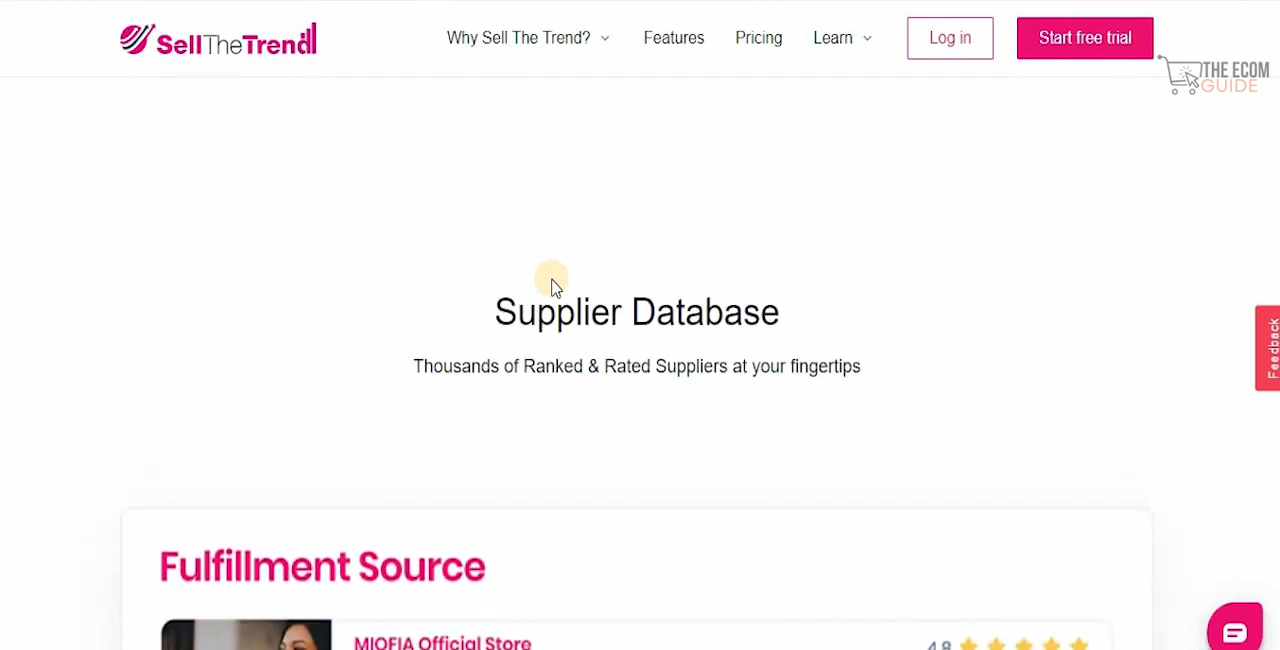 SellTheTrend
Why Sell The Trend?
Features
Pricing
Learn
Log in
Start free trial
THE ECOM
GUIDE
Supplier Database
Thousands of Ranked & Rated Suppliers at your fingertips
Feedback
Fulfillment Source
MIOFIA Official Store
4.8